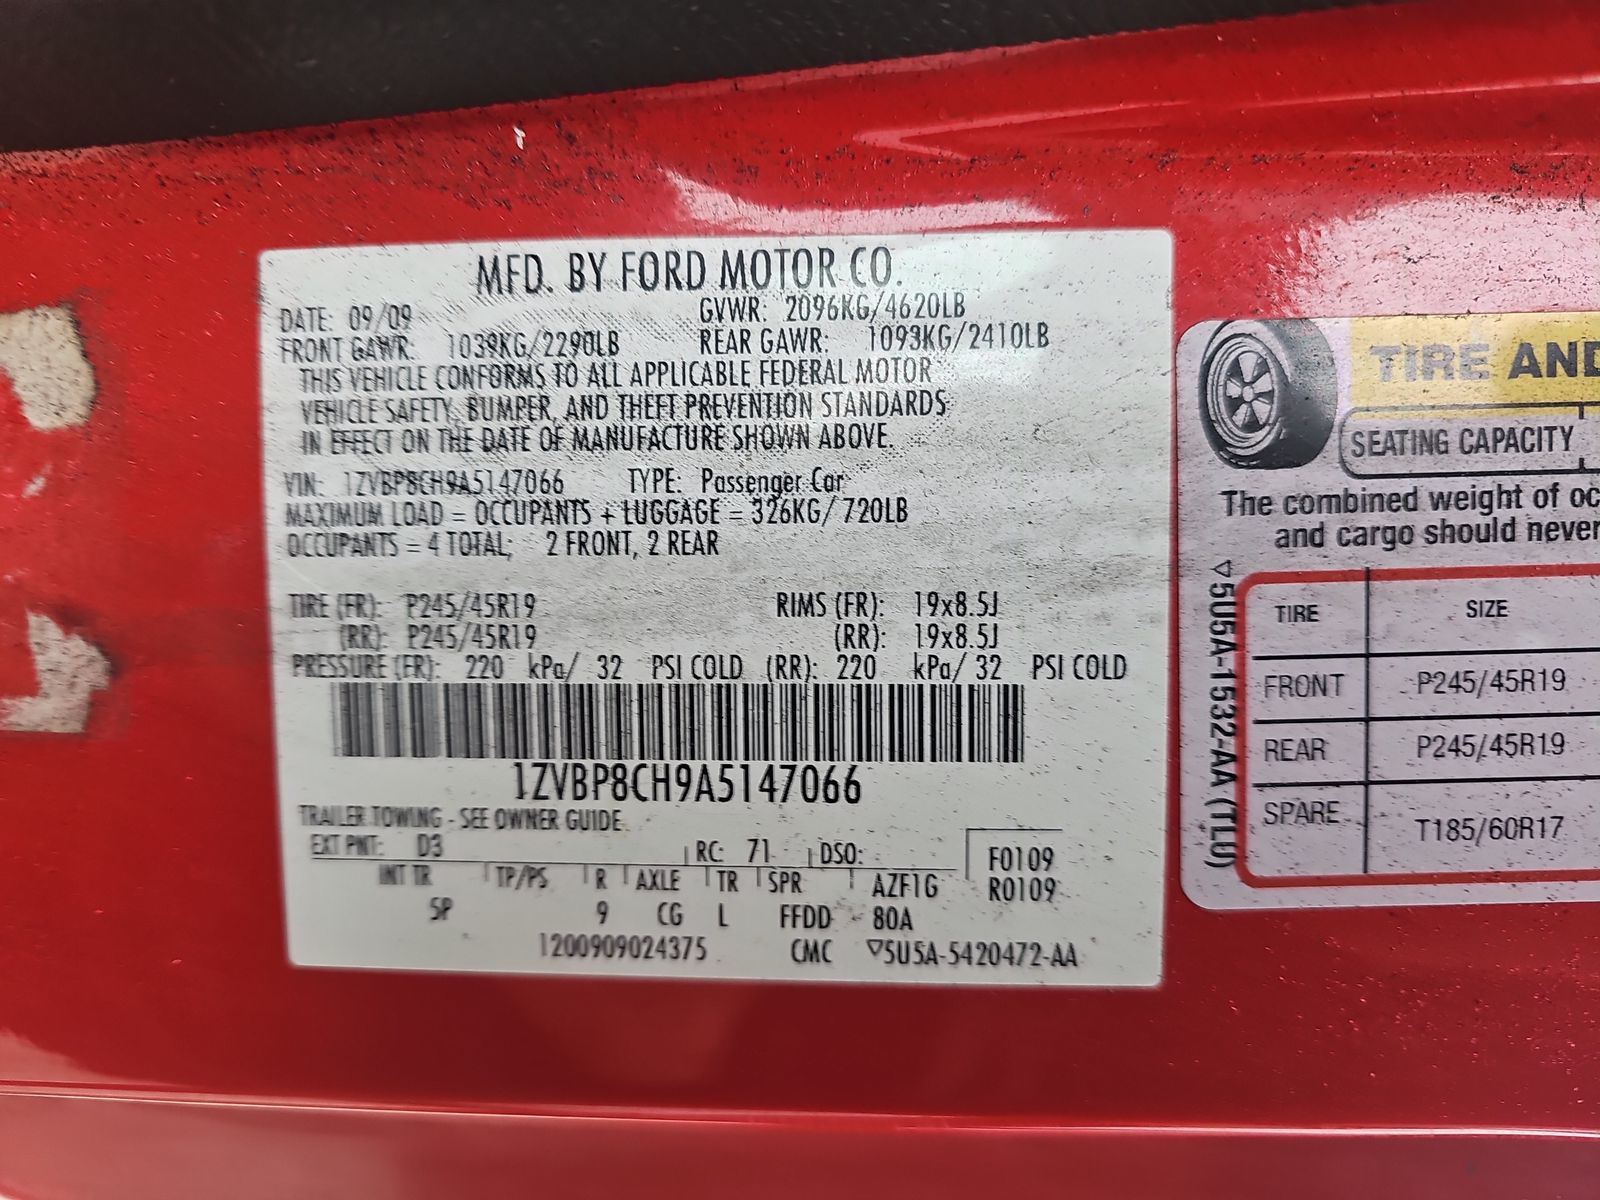 MFD. BY FORD MOTOR CO.
DATE: 09/09 GVWR: 2096KG/4620LB
FRONT GAWR: 1039KG/2290LB REAR GAWR: 1093KG/2410LB
THIS VEHICLE CONFORMS TO ALL APPLICABLE FEDERAL MOTOR
VEHICLE SAFETY, BUMPER, AND THEFT PREVENTION STANDARDS
IN EFFECT ON THE DATE OF MANUFACTURE SHOWN ABOVE.
VIN: 1ZVBP8CH9A5147066 TYPE: Passenger Car
MAXIMUM LOAD = OCCUPANTS + LUGGAGE = 326KG/720LB
OCCUPANTS = 4 TOTAL; 2 FRONT, 2 REAR
TIRE (FR): P245/45R19 RIMS (FR): 19x8.5J
(RR): P245/45R19 (RR): 19x8.5J
PRESSURE (FR): 220 kPa/ 32 PSI COLD (RR): 220 kPa/ 32 PSI COLD
1ZVBP8CH9A5147066
TRAILER TOWING - SEE OWNER GUIDE
EXT PNT: D3 RC: 71 DSO: F0109
INT TR TP/PS R AXLE TR SPR AZF1G R0109
5P 9 CG L FFDD 80A
1200909024375 CMC ▽5U5A-5420472-AA
TIRE AND
SEATING CAPACITY
The combined weight of oc
and cargo should never
▽5U5A-1532-AA (TLU)
TIRE SIZE
FRONT P245/45R19
REAR P245/45R19
SPARE T185/60R17